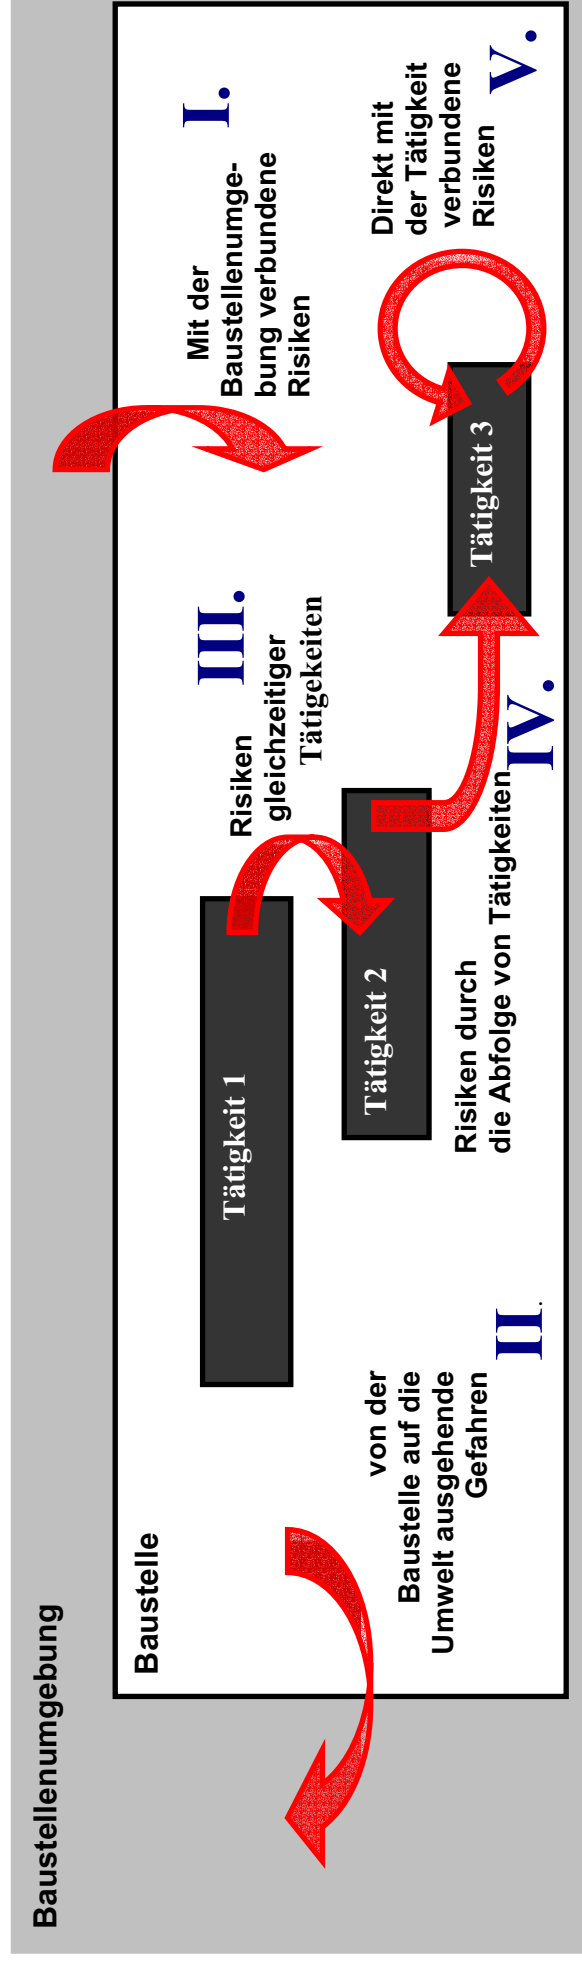 Baustellenumgebung
Baustelle
Tätigkeit 1
Tätigkeit 2
Tätigkeit 3
I.
Mit der
Baustellenumge-
bung verbundene
Risiken
von der
Baustelle auf die
Umwelt ausgehende
Gefahren
II.
III.
Risiken
gleichzeitiger
Tätigekeiten
Risiken durch
die Abfolge von Tätigkeiten
IV.
Direkt mit
der Tätigkeit
verbundene
Risiken
V.